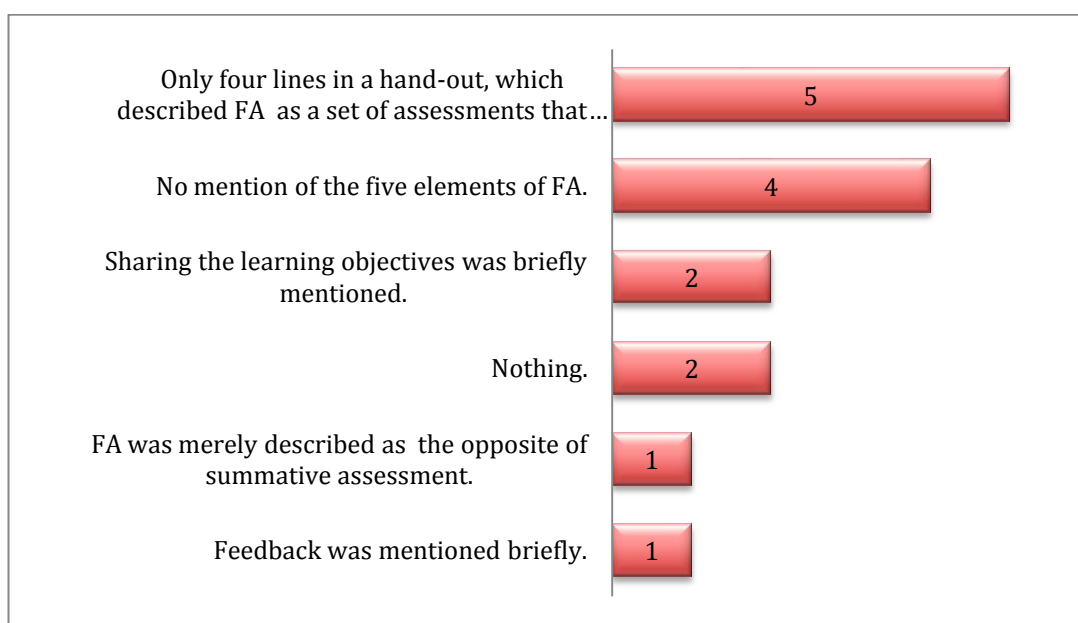 Only four lines in a hand-out, which
described FA as a set of assessments that…
5
No mention of the five elements of FA.
4
Sharing the learning objectives was briefly
mentioned.
2
Nothing.
2
FA was merely described as the opposite of
summative assessment.
1
Feedback was mentioned briefly.
1